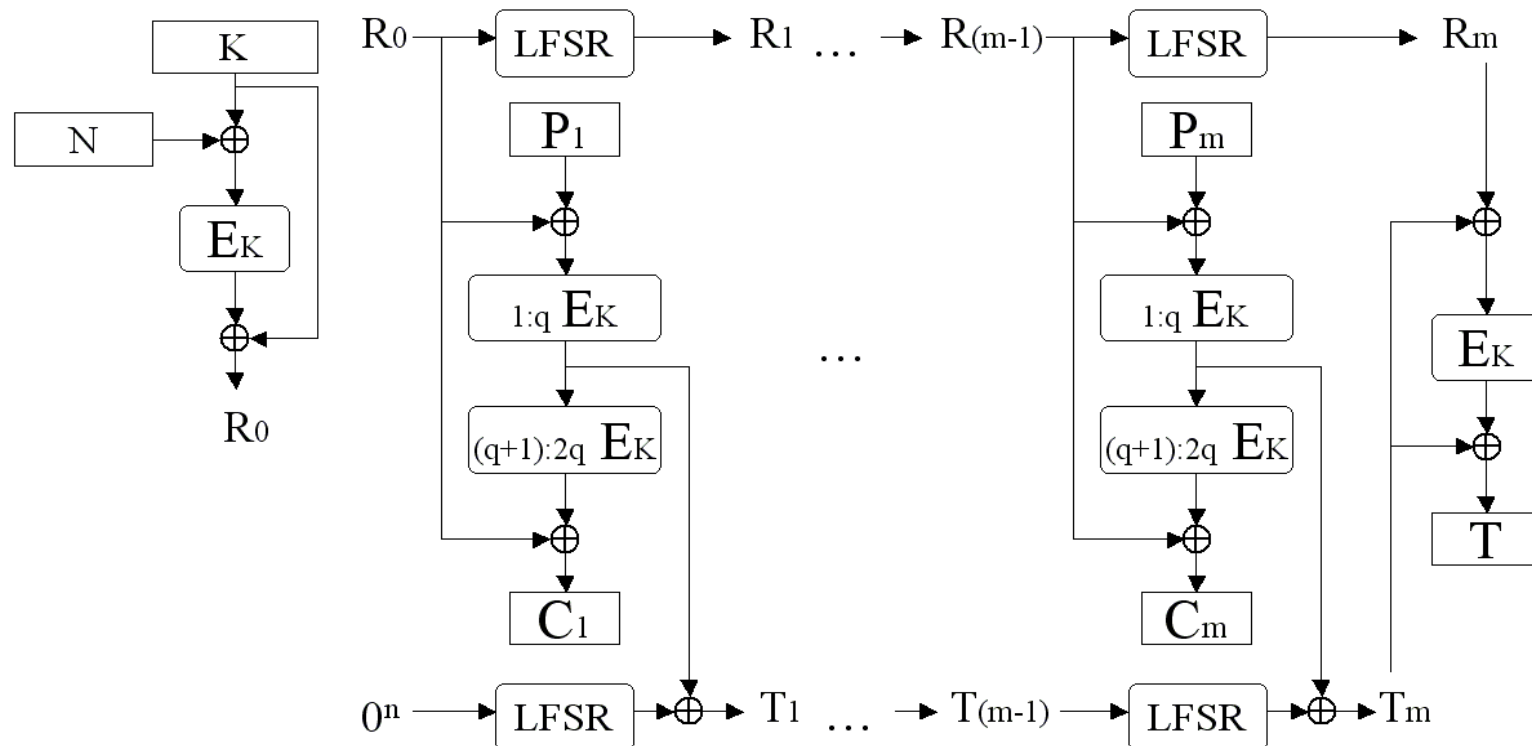 K
N
EK
R0
R0 LFSR R1 ... R(m-1) LFSR Rm
P1 Pm
1:q EK ... 1:q EK EK
(q+1):2q EK (q+1):2q EK
T
C1 Cm
0ⁿ LFSR T1 ... T(m-1) LFSR Tm